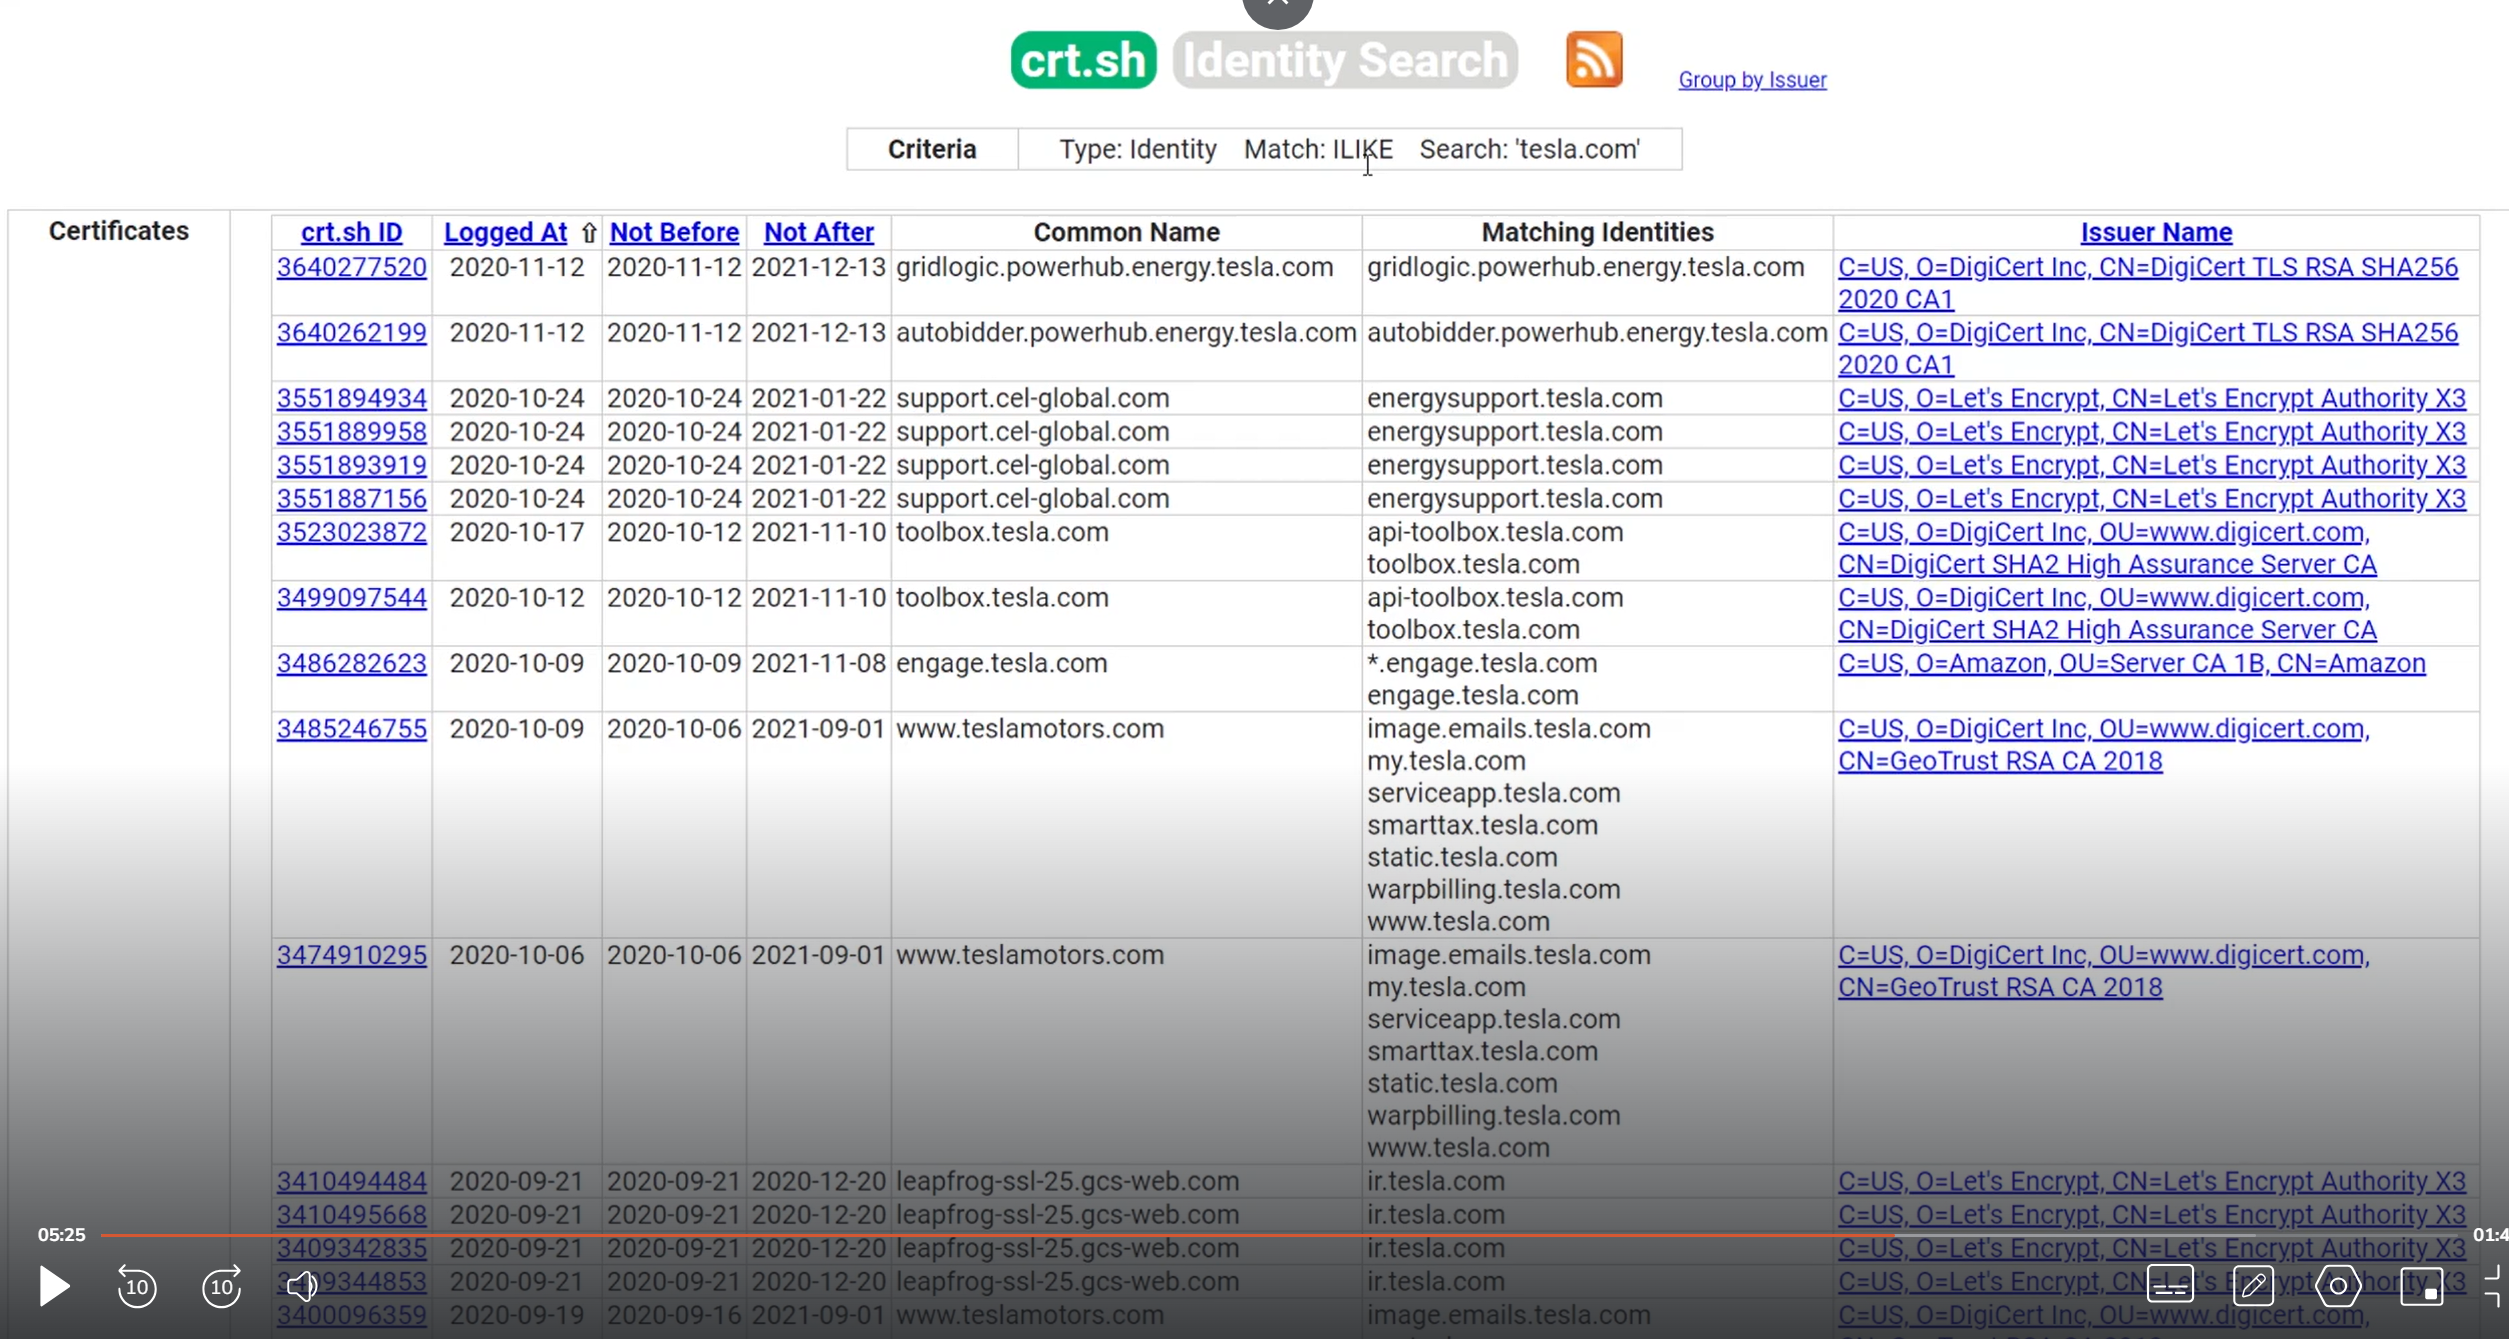 crt.sh Identity Search
Group by Issuer
Criteria Type: Identity Match: ILIKE Search: 'tesla.com'
Certificates
crt.sh ID Logged At ⇧ Not Before Not After Common Name Matching Identities Issuer Name
3640277520 2020-11-12 2020-11-12 2021-12-13 gridlogic.powerhub.energy.tesla.com gridlogic.powerhub.energy.tesla.com C=US, O=DigiCert Inc, CN=DigiCert TLS RSA SHA256
2020 CA1
3640262199 2020-11-12 2020-11-12 2021-12-13 autobidder.powerhub.energy.tesla.com autobidder.powerhub.energy.tesla.com C=US, O=DigiCert Inc, CN=DigiCert TLS RSA SHA256
2020 CA1
3551894934 2020-10-24 2020-10-24 2021-01-22 support.cel-global.com energysupport.tesla.com C=US, O=Let's Encrypt, CN=Let's Encrypt Authority X3
3551889958 2020-10-24 2020-10-24 2021-01-22 support.cel-global.com energysupport.tesla.com C=US, O=Let's Encrypt, CN=Let's Encrypt Authority X3
3551893919 2020-10-24 2020-10-24 2021-01-22 support.cel-global.com energysupport.tesla.com C=US, O=Let's Encrypt, CN=Let's Encrypt Authority X3
3551887156 2020-10-24 2020-10-24 2021-01-22 support.cel-global.com energysupport.tesla.com C=US, O=Let's Encrypt, CN=Let's Encrypt Authority X3
3523023872 2020-10-17 2020-10-12 2021-11-10 toolbox.tesla.com api-toolbox.tesla.com C=US, O=DigiCert Inc, OU=www.digicert.com,
toolbox.tesla.com CN=DigiCert SHA2 High Assurance Server CA
3499097544 2020-10-12 2020-10-12 2021-11-10 toolbox.tesla.com api-toolbox.tesla.com C=US, O=DigiCert Inc, OU=www.digicert.com,
toolbox.tesla.com CN=DigiCert SHA2 High Assurance Server CA
3486282623 2020-10-09 2020-10-09 2021-11-08 engage.tesla.com *.engage.tesla.com C=US, O=Amazon, OU=Server CA 1B, CN=Amazon
engage.tesla.com
3485246755 2020-10-09 2020-10-06 2021-09-01 www.teslamotors.com image.emails.tesla.com C=US, O=DigiCert Inc, OU=www.digicert.com,
my.tesla.com CN=GeoTrust RSA CA 2018
serviceapp.tesla.com
smarttax.tesla.com
static.tesla.com
warpbilling.tesla.com
www.tesla.com
3474910295 2020-10-06 2020-10-06 2021-09-01 www.teslamotors.com image.emails.tesla.com C=US, O=DigiCert Inc, OU=www.digicert.com,
my.tesla.com CN=GeoTrust RSA CA 2018
serviceapp.tesla.com
smarttax.tesla.com
static.tesla.com
warpbilling.tesla.com
www.tesla.com
3410494484 2020-09-21 2020-09-21 2020-12-20 leapfrog-ssl-25.gcs-web.com ir.tesla.com C=US, O=Let's Encrypt, CN=Let's Encrypt Authority X3
3410495668 2020-09-21 2020-09-21 2020-12-20 leapfrog-ssl-25.gcs-web.com ir.tesla.com C=US, O=Let's Encrypt, CN=Let's Encrypt Authority X3
05:25 01:4
3409342835 2020-09-21 2020-09-21 2020-12-20 leapfrog-ssl-25.gcs-web.com ir.tesla.com C=US, O=Let's Encrypt, CN=Let's Encrypt Authority X3
2020-09-21 2020-09-21 2020-12-20 leapfrog-ssl-25.gcs-web.com ir.tesla.com C=US, O=Let's Encrypt, CN=Let's Encrypt Authority X3
10 10
3400096359 2020-09-19 2020-09-16 2021-09-01 www.teslamotors.com image.emails.tesla.com C=US, O=DigiCert Inc, OU=www.digicert.com,